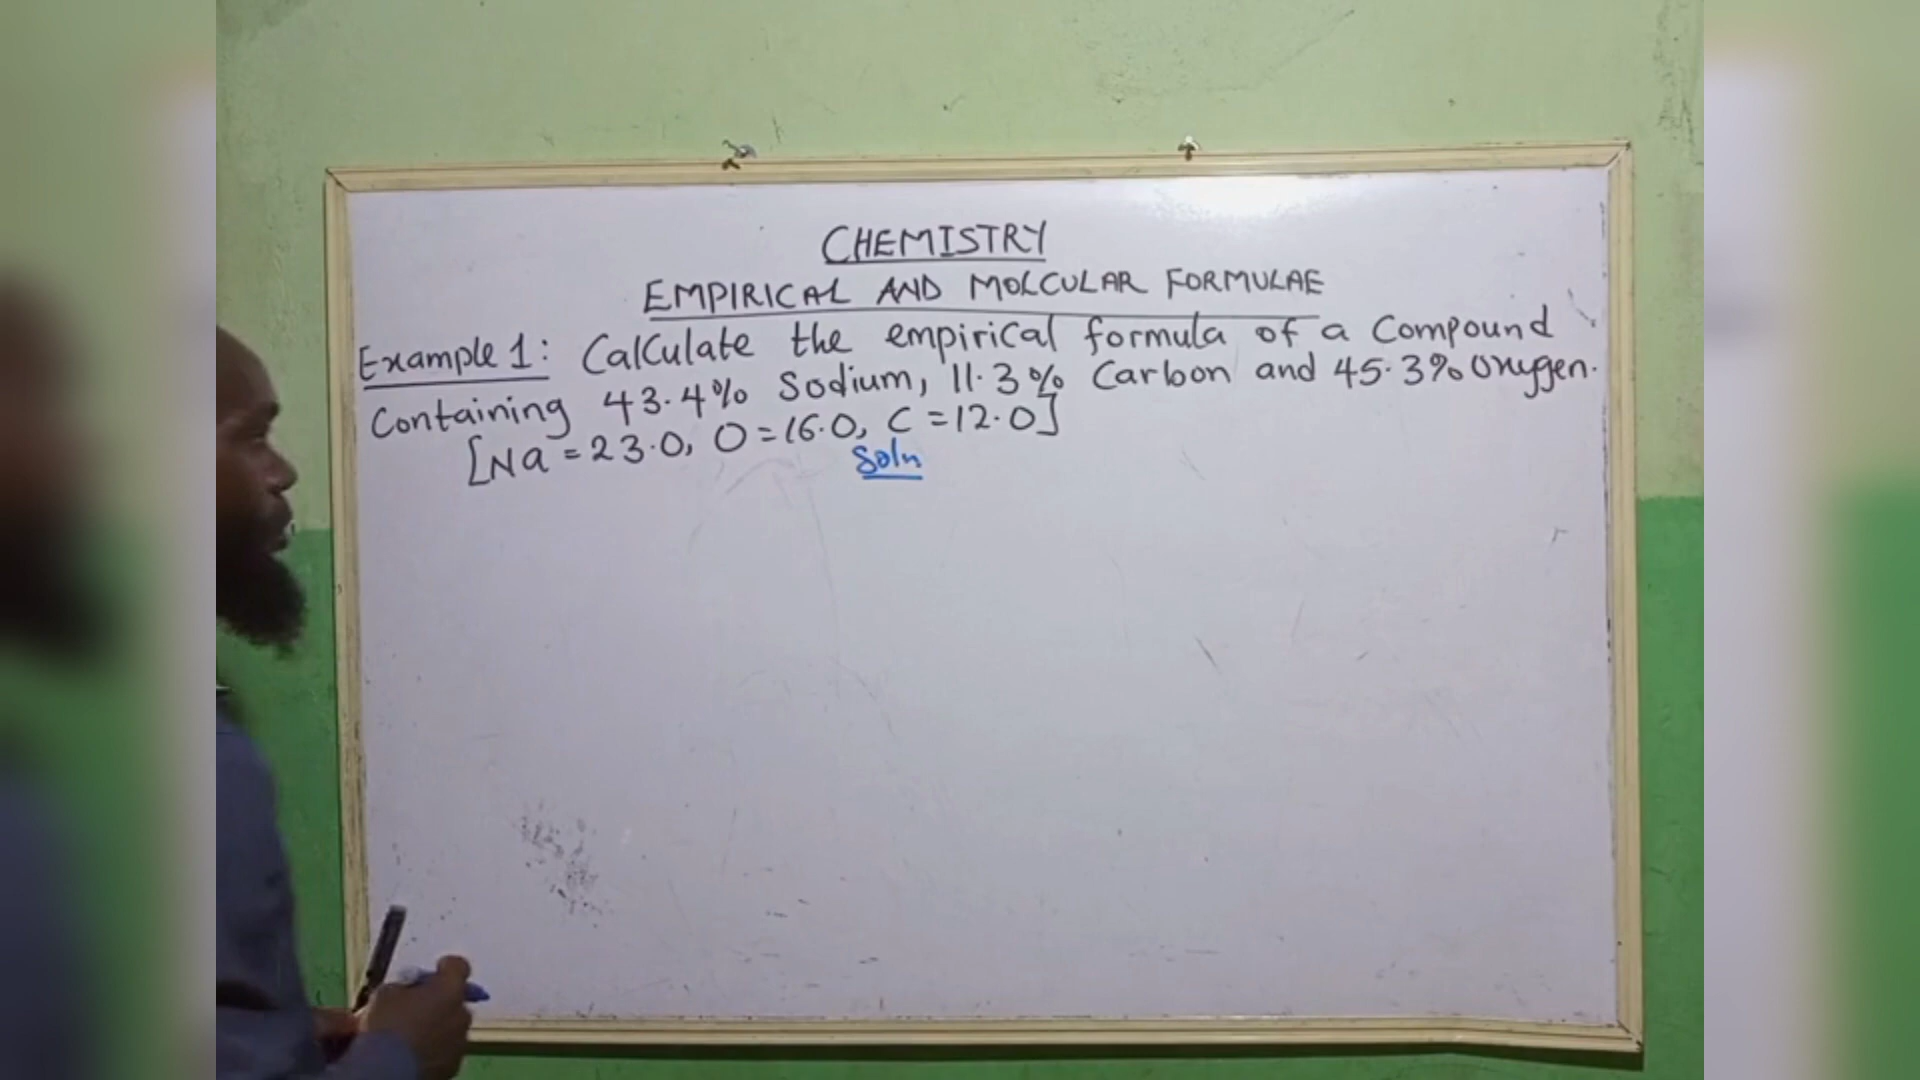 CHEMISTRY
EMPIRICAL AND MOLCULAR FORMULAE
Example 1: Calculate the empirical formula of a Compound
Containing 43.4% Sodium, 11.3% Carbon and 45.3% Oxygen.
[Na = 23.0, O = 16.0, C = 12.0]
Soln